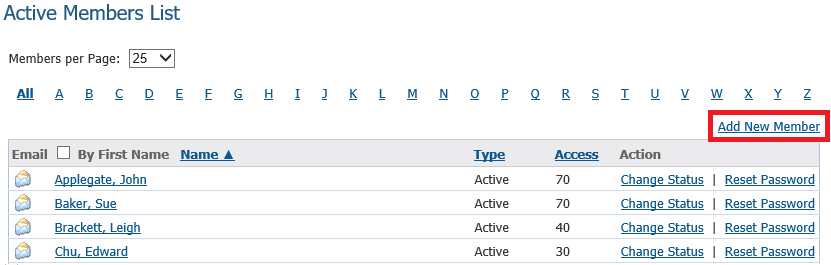 Active Members List
Members per Page: 25
All A B C D E F G H I J K L M N O P Q R S T U V W X Y Z
Add New Member
Email By First Name Name ▲ Type Access Action
Applegate, John Active 70 Change Status | Reset Password
Baker, Sue Active 70 Change Status | Reset Password
Brackett, Leigh Active 40 Change Status | Reset Password
Chu, Edward Active 30 Change Status | Reset Password